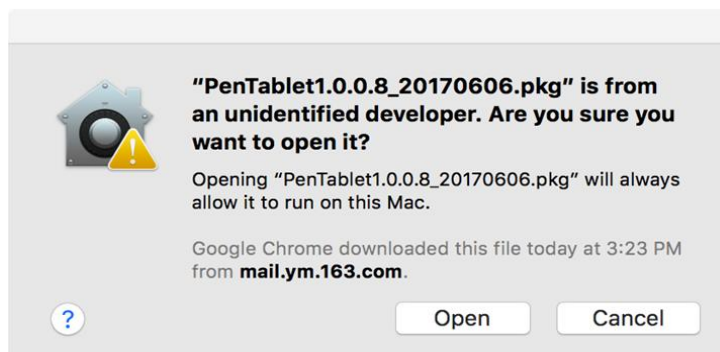 “PenTablet1.0.0.8_20170606.pkg” is from
an unidentified developer. Are you sure you
want to open it?
Opening “PenTablet1.0.0.8_20170606.pkg” will always
allow it to run on this Mac.
Google Chrome downloaded this file today at 3:23 PM
from mail.ym.163.com.
?
Open
Cancel